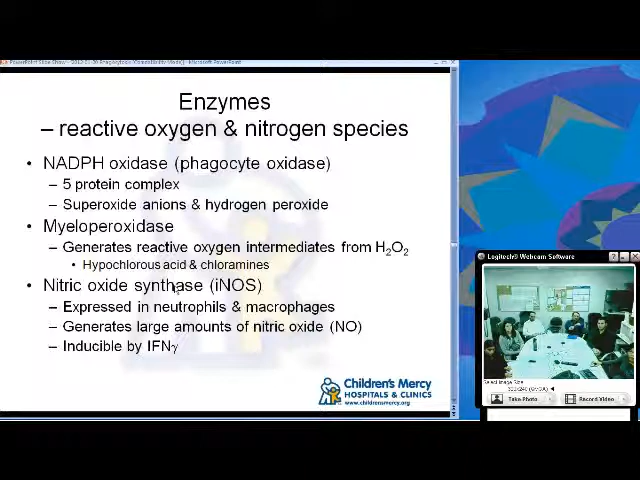 Enzymes
– reactive oxygen & nitrogen species
• NADPH oxidase (phagocyte oxidase)
– 5 protein complex
– Superoxide anions & hydrogen peroxide
• Myeloperoxidase
– Generates reactive oxygen intermediates from H₂O₂
• Hypochlorous acid & chloramines
• Nitric oxide synthase (iNOS)
– Expressed in neutrophils & macrophages
– Generates large amounts of nitric oxide (NO)
– Inducible by IFNγ
Children's Mercy
HOSPITALS & CLINICS
www.childrensmercy.org
Logitech® Webcam Software
Select Image Size
Take Photo
Record Video